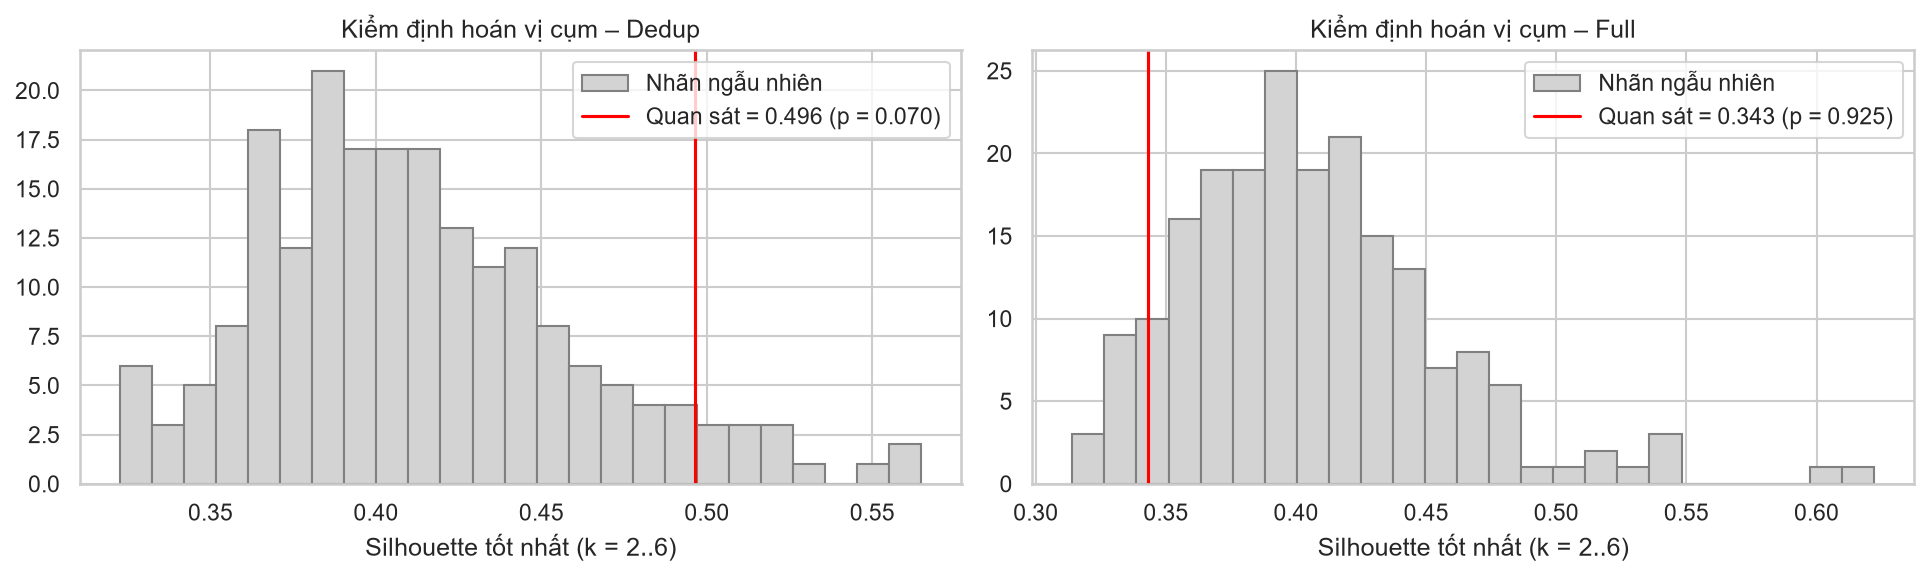 Kiểm định hoán vị cụm – Dedup
Nhãn ngẫu nhiên
Quan sát = 0.496 (p = 0.070)
20.0
17.5
15.0
12.5
10.0
7.5
5.0
2.5
0.0
0.35 0.40 0.45 0.50 0.55
Silhouette tốt nhất (k = 2..6)
Kiểm định hoán vị cụm – Full
Nhãn ngẫu nhiên
Quan sát = 0.343 (p = 0.925)
25
20
15
10
5
0
0.30 0.35 0.40 0.45 0.50 0.55 0.60
Silhouette tốt nhất (k = 2..6)